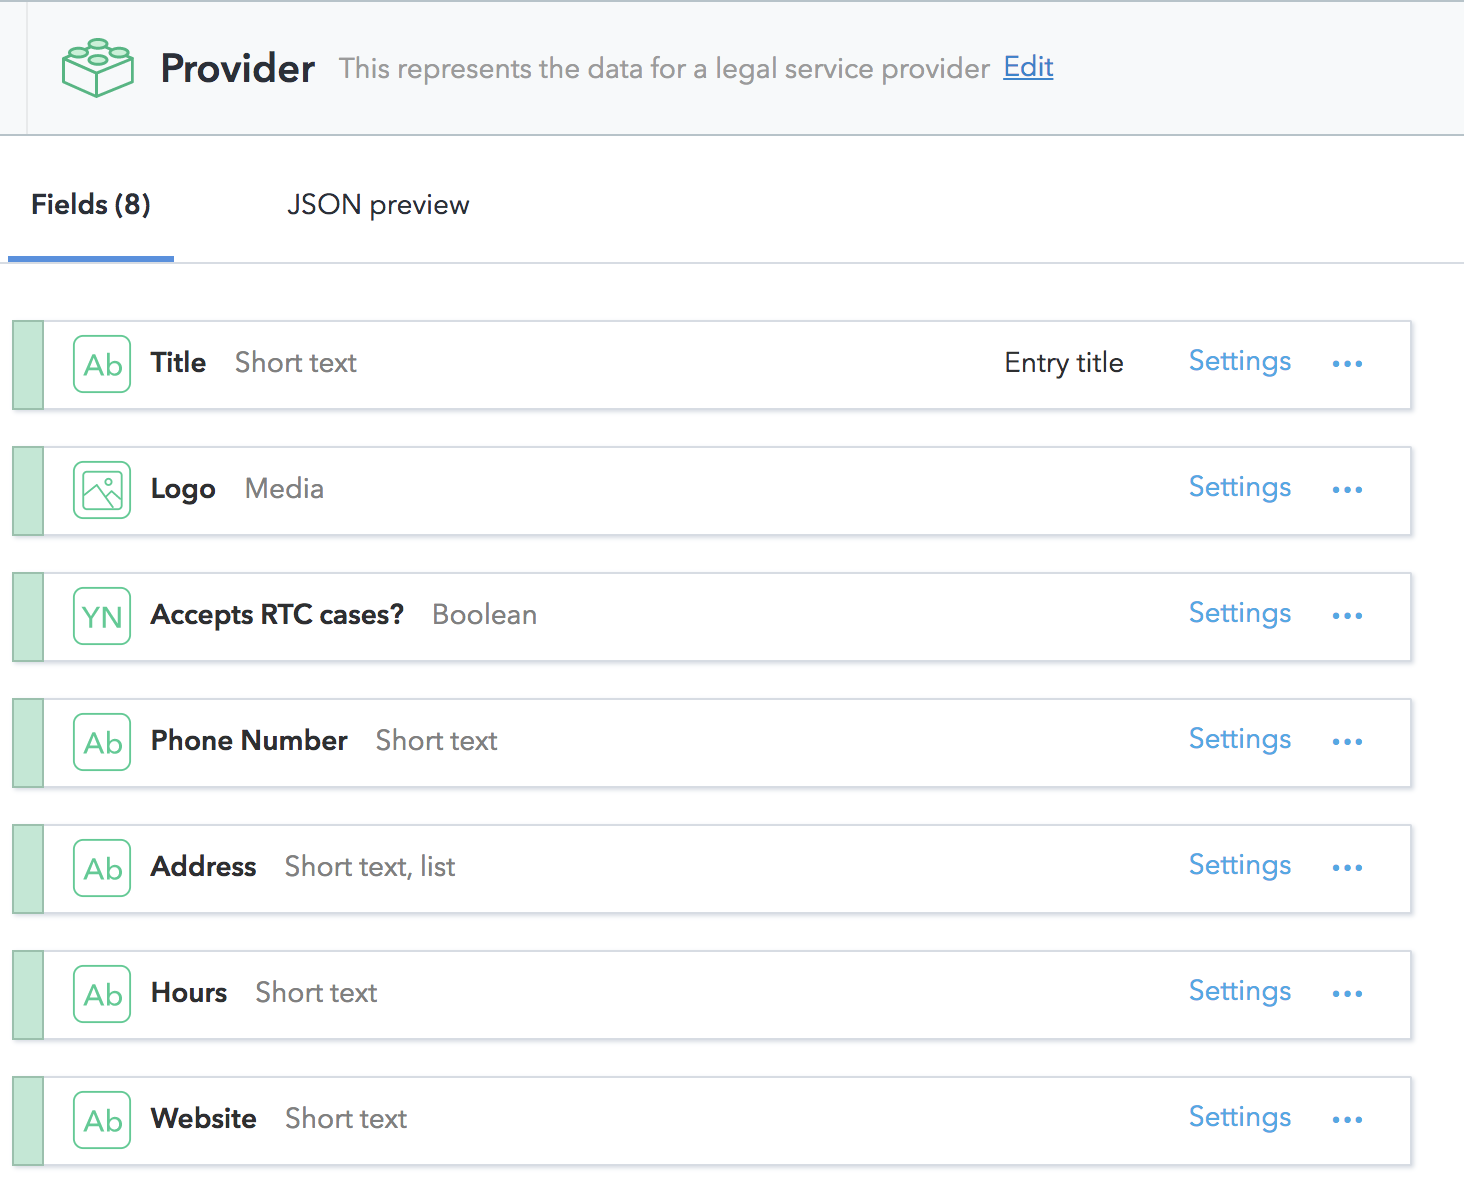 Provider This represents the data for a legal service provider Edit
Fields (8) JSON preview
Ab Title Short text Entry title Settings ...
Logo Media Settings ...
YN Accepts RTC cases? Boolean Settings ...
Ab Phone Number Short text Settings ...
Ab Address Short text, list Settings ...
Ab Hours Short text Settings ...
Ab Website Short text Settings ...